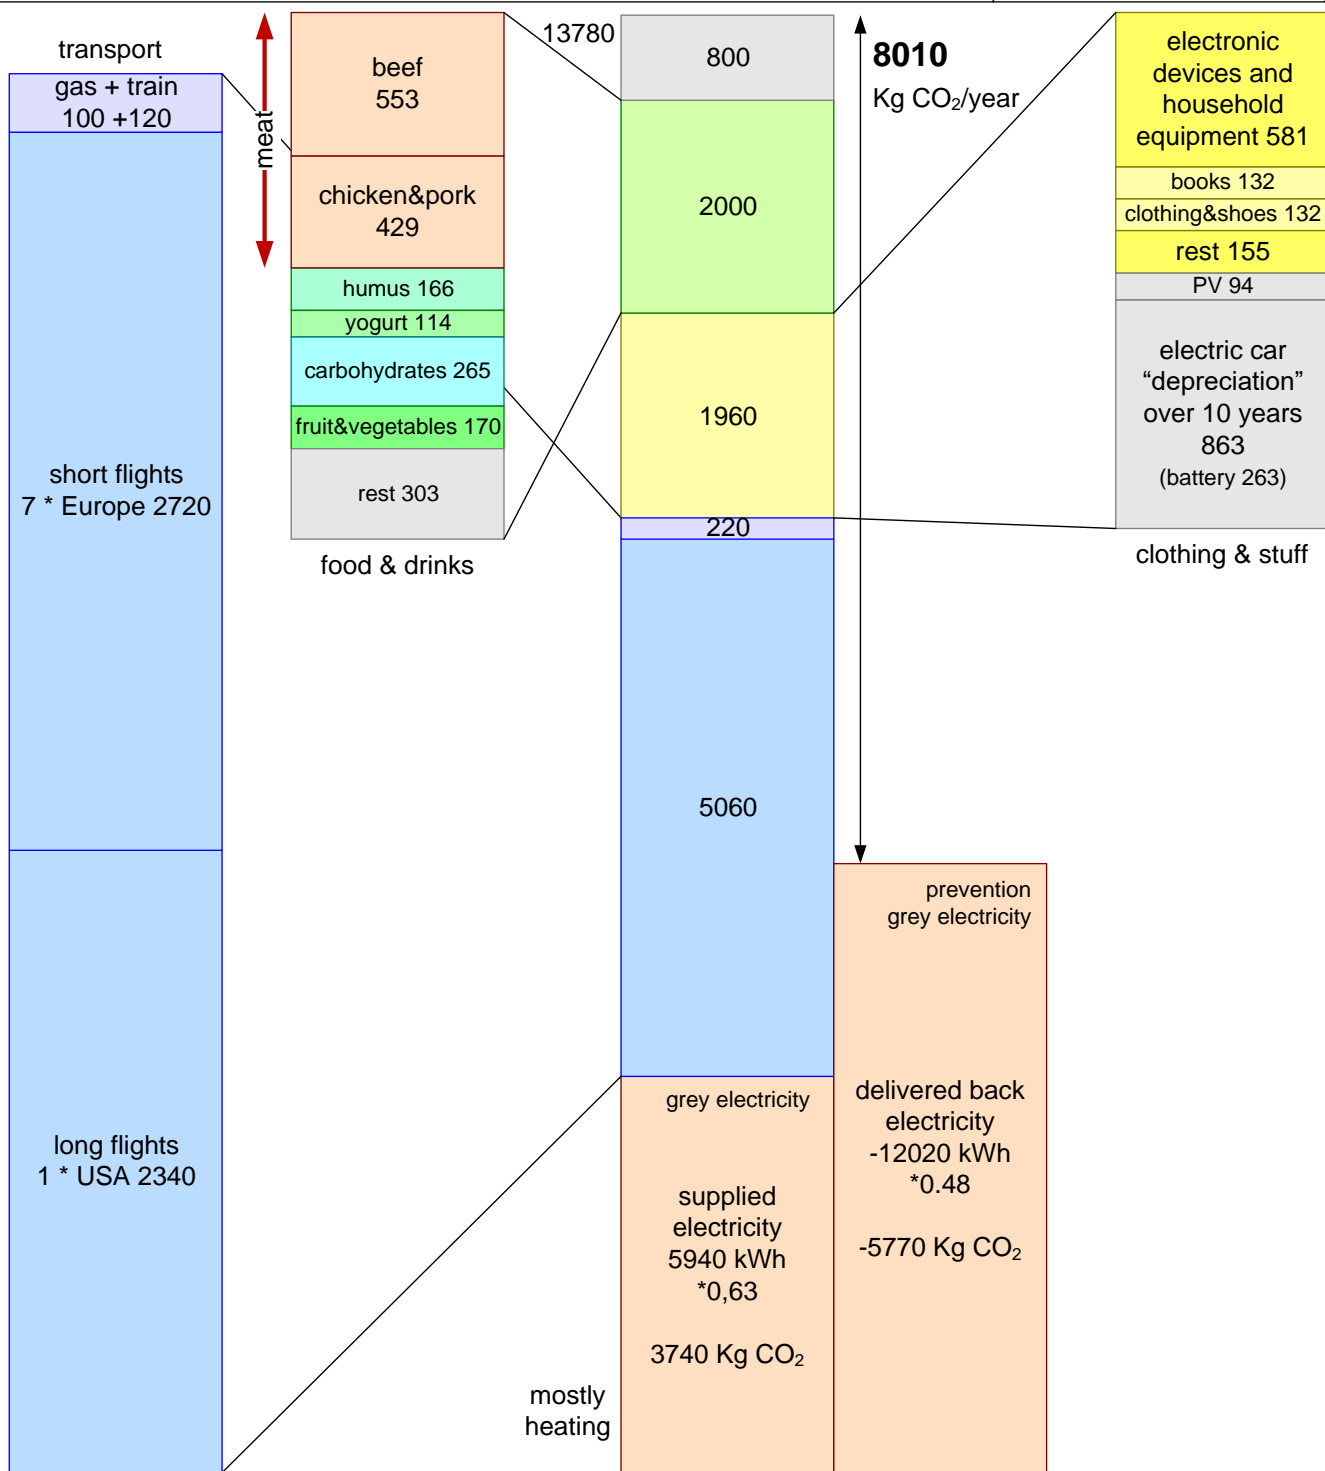 transport
gas + train
100 +120
short flights
7 * Europe 2720
long flights
1 * USA 2340
meat
beef
553
chicken&pork
429
humus 166
yogurt 114
carbohydrates 265
fruit&vegetables 170
rest 303
food & drinks
13780
800
2000
1960
220
5060
grey electricity
supplied
electricity
5940 kWh
*0,63
3740 Kg CO₂
mostly
heating
8010
Kg CO₂/year
prevention
grey electricity
delivered back
electricity
-12020 kWh
*0.48
-5770 Kg CO₂
electronic
devices and
household
equipment 581
books 132
clothing&shoes 132
rest 155
PV 94
electric car
“depreciation”
over 10 years
863
(battery 263)
clothing & stuff